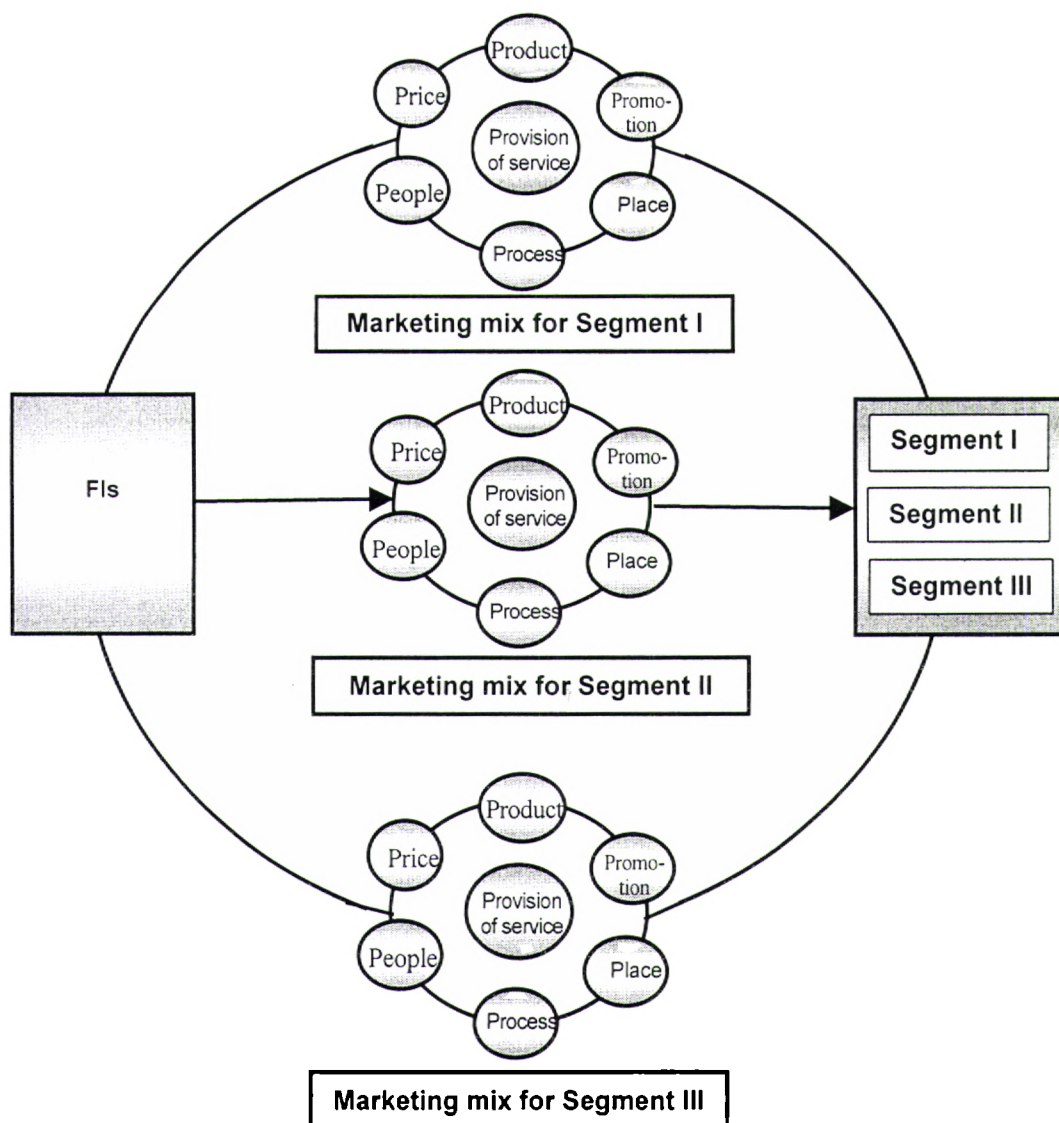 Product
Price
Promo-
tion
Provision
of service
People
Place
Process
Marketing mix for Segment I
Product
Price
Promo-
tion
Provision
of service
People
Place
Process
Marketing mix for Segment II
FIs
Segment I
Segment II
Segment III
Product
Price
Promo-
tion
Provision
of service
People
Place
Process
Marketing mix for Segment III